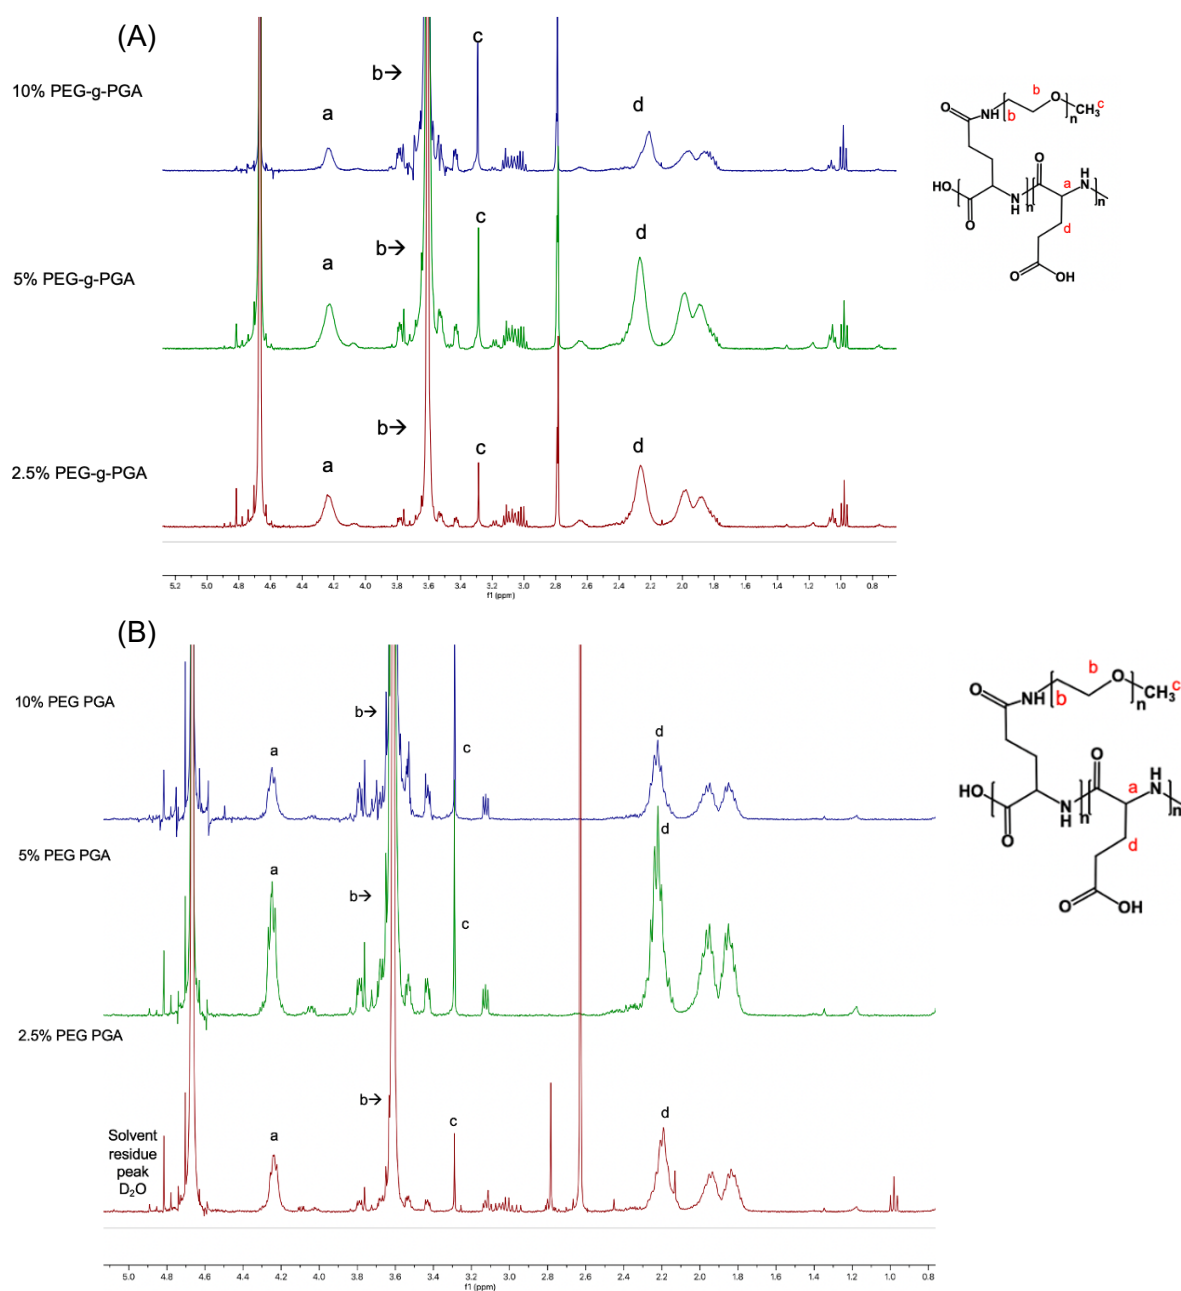 (A)
10% PEG-g-PGA
a
b→
c
d
5% PEG-g-PGA
a
b→
c
d
2.5% PEG-g-PGA
a
b→
c
d
5.2 5.0 4.8 4.6 4.4 4.2 4.0 3.8 3.6 3.4 3.2 3.0 2.8 2.6 2.4 2.2 2.0 1.8 1.6 1.4 1.2 1.0 0.8
f1 (ppm)
b
O
O
NH
b
n
CH₃
c
O
H
HO
a
N
N
H
n
n
O
d
O
OH
(B)
10% PEG PGA
a
b→
c
d
5% PEG PGA
a
b→
c
d
2.5% PEG PGA
a
b→
c
d
Solvent
residue
peak
D₂O
5.0 4.8 4.6 4.4 4.2 4.0 3.8 3.6 3.4 3.2 3.0 2.8 2.6 2.4 2.2 2.0 1.8 1.6 1.4 1.2 1.0 0.8
f1 (ppm)
b
O
O
NH
b
n
CH₃
c
O
H
HO
a
N
N
H
n
n
O
d
O
OH